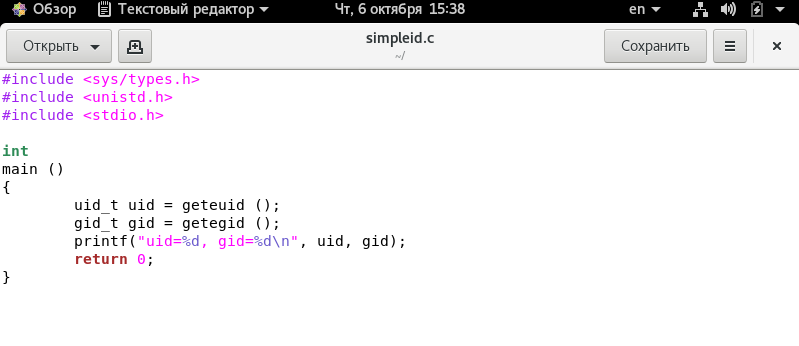 Обзор Текстовый редактор Чт, 6 октября 15:38 en
Открыть simpleid.c Сохранить
~/
#include <sys/types.h>
#include <unistd.h>
#include <stdio.h>
int
main ()
{
        uid_t uid = geteuid ();
        gid_t gid = getegid ();
        printf("uid=%d, gid=%d\n", uid, gid);
        return 0;
}